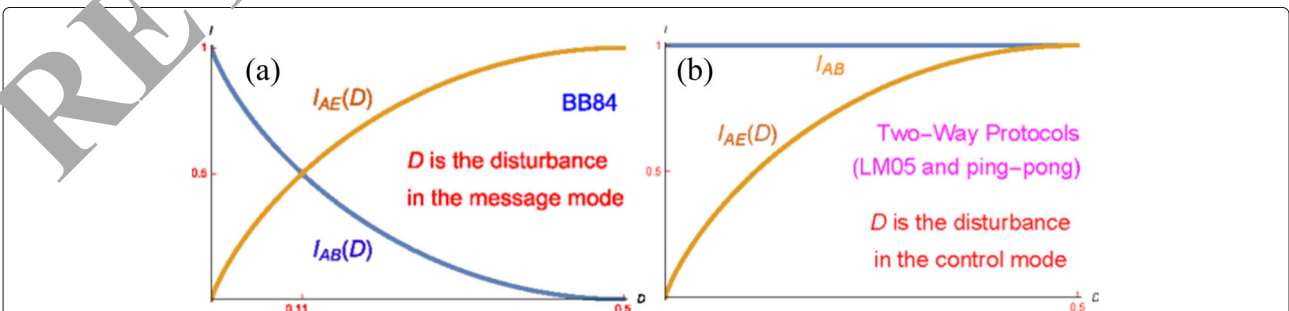 RE
I
1
(a)
I_AE(D)
BB84
D is the disturbance
in the message mode
0.5
I_AB(D)
0.11
0.5
D
I
1
(b)
I_AB
I_AE(D)
Two-Way Protocols
(LM05 and ping-pong)
0.5
D is the disturbance
in the control mode
0.5